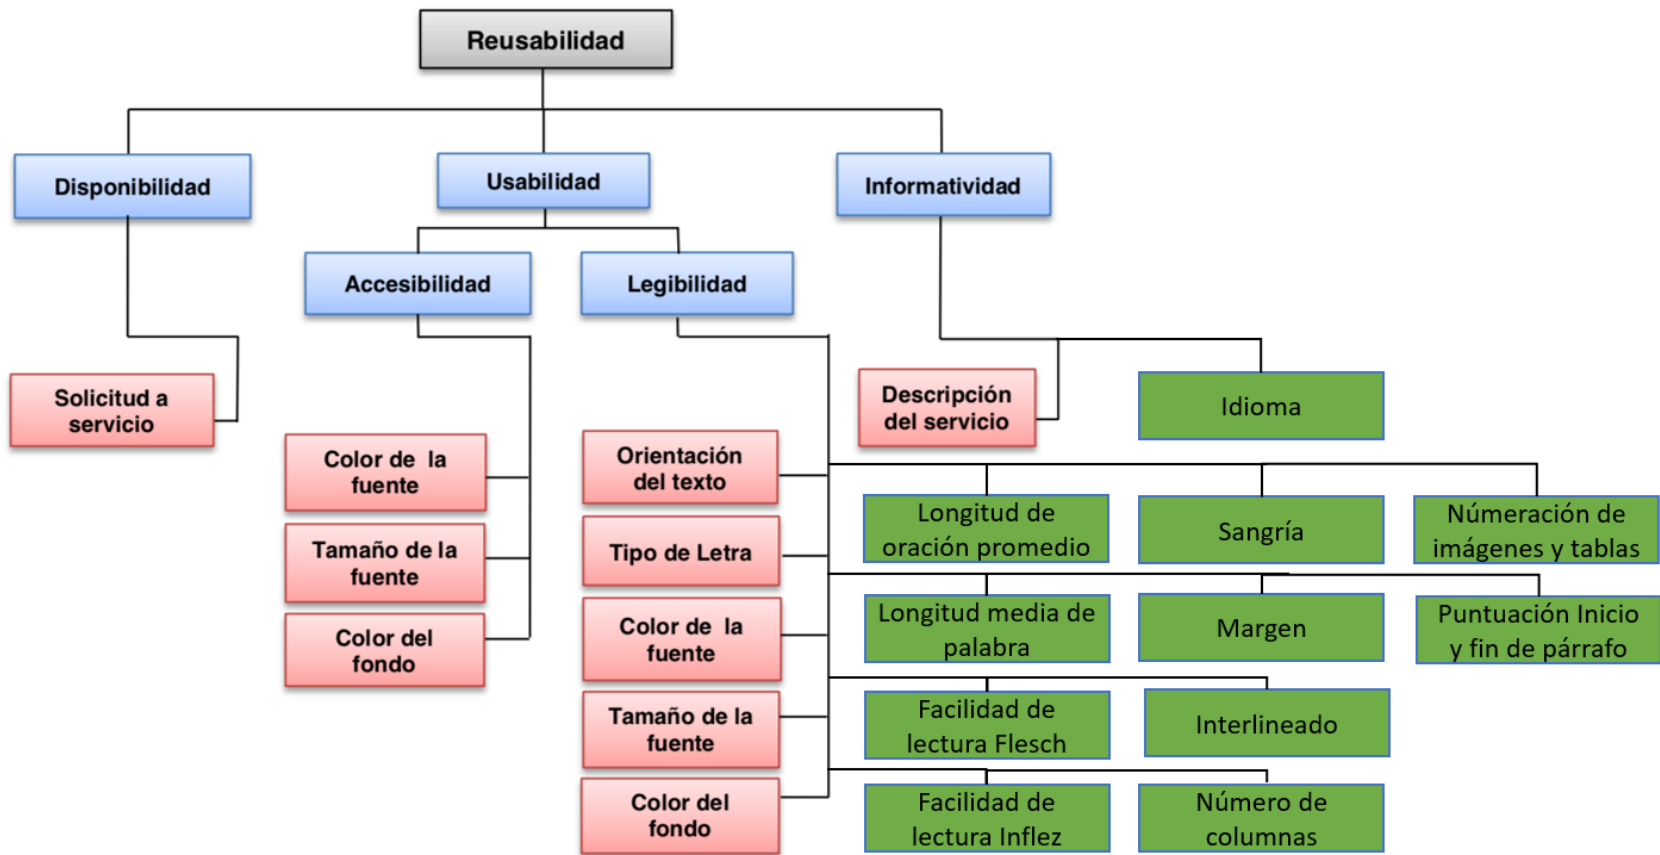 Reusabilidad
Disponibilidad
Usabilidad
Informatividad
Accesibilidad
Legibilidad
Solicitud a
servicio
Descripción
del servicio
Idioma
Color de la
fuente
Tamaño de la
fuente
Color del
fondo
Orientación
del texto
Tipo de Letra
Color de la
fuente
Tamaño de la
fuente
Color del
fondo
Longitud de
oración promedio
Sangría
Númeración de
imágenes y tablas
Longitud media de
palabra
Margen
Puntuación Inicio
y fin de párrafo
Facilidad de
lectura Flesch
Interlineado
Facilidad de
lectura Inflez
Número de
columnas